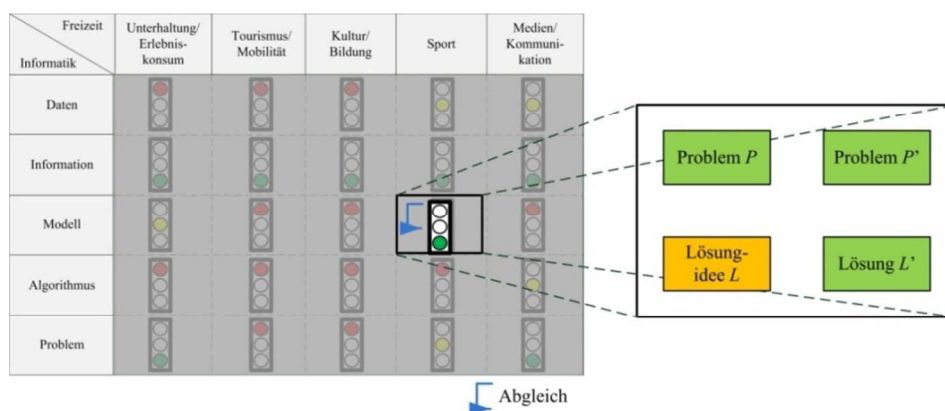 Freizeit
Informatik
Unterhaltung/
Erlebnis-
konsum
Tourismus/
Mobilität
Kultur/
Bildung
Sport
Medien/
Kommuni-
kation
Daten
Information
Modell
Algorithmus
Problem
Problem P
Problem P'
Lösung-
idee L
Lösung L'
Abgleich